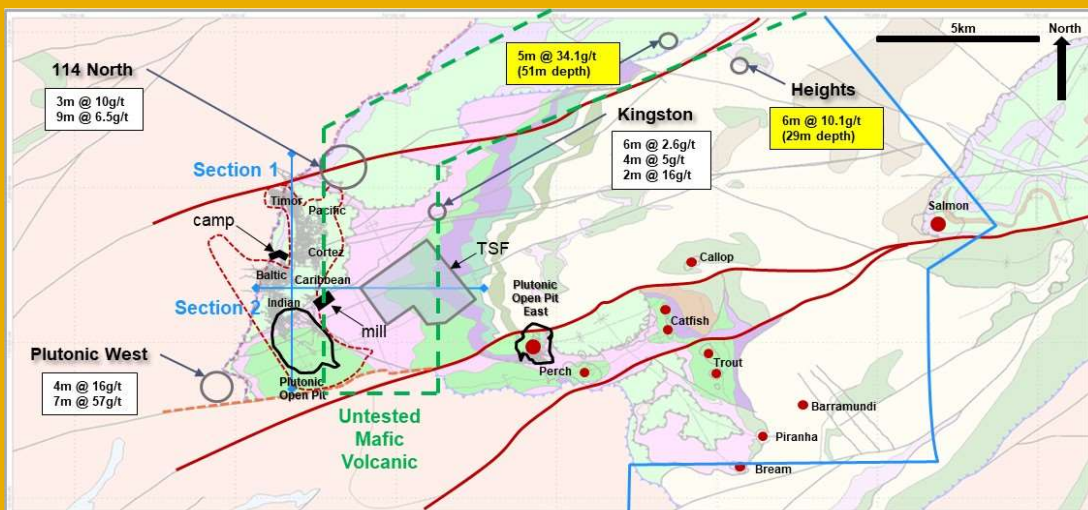 5m @ 34.1g/t
(51m depth)
5km
North
114 North
3m @ 10g/t
9m @ 6.5g/t
Heights
6m @ 10.1g/t
(29m depth)
Kingston
6m @ 2.6g/t
4m @ 5g/t
2m @ 16g/t
Section 1
Timor
Pacific
camp
Cortez
Salmon
TSF
Callop
Baltic
Caribbean
Plutonic
Open Pit
East
Section 2
Indian
mill
Catfish
Plutonic West
4m @ 16g/t
7m @ 57g/t
Plutonic
Open Pit
Perch
Trout
Untested
Mafic
Volcanic
Barramundi
Piranha
Bream